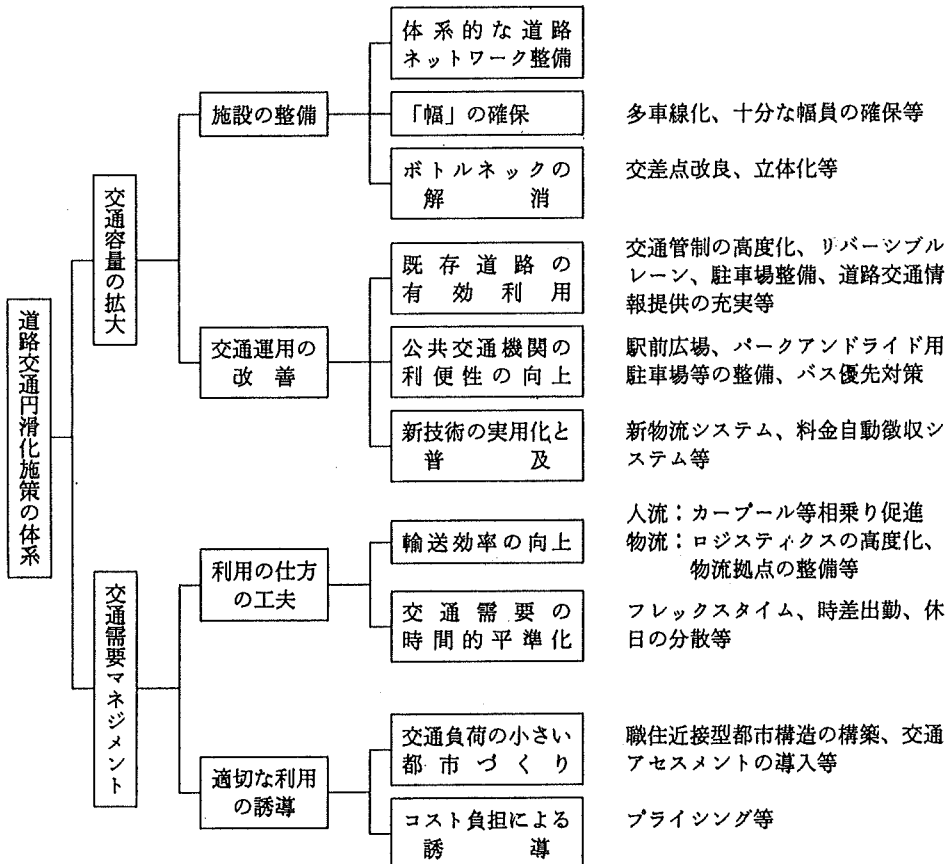 道路交通円滑化施策の体系
交通容量の拡大
施設の整備
体系的な道路
ネットワーク整備
「幅」の確保
多車線化、十分な幅員の確保等
ボトルネックの
解消
交差点改良、立体化等
交通運用の
改善
既存道路の
有効利用
交通管制の高度化、リバーシブル
レーン、駐車場整備、道路交通情
報提供の充実等
公共交通機関の
利便性の向上
駅前広場、パークアンドライド用
駐車場等の整備、バス優先対策
新技術の実用化と
普及
新物流システム、料金自動徴収シ
ステム等
交通需要マネジメント
利用の仕方
の工夫
輸送効率の向上
人流：カープール等相乗り促進
物流：ロジスティクスの高度化、
物流拠点の整備等
交通需要の
時間的平準化
フレックスタイム、時差出勤、休
日の分散等
適切な利用
の誘導
交通負荷の小さい
都市づくり
職住近接型都市構造の構築、交通
アセスメントの導入等
コスト負担による
誘導
プライシング等